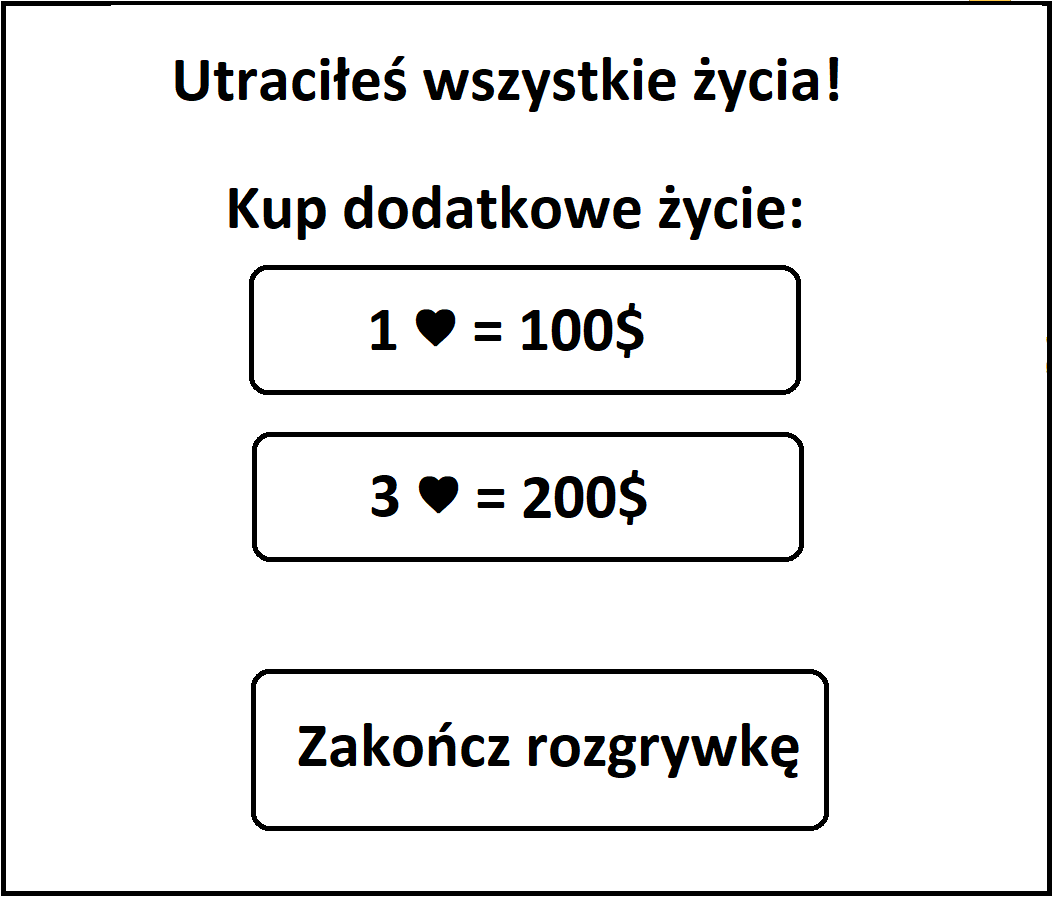 Utraciłeś wszystkie życia!
Kup dodatkowe życie:
1 ♥ = 100$
3 ♥ = 200$
Zakończ rozgrywkę